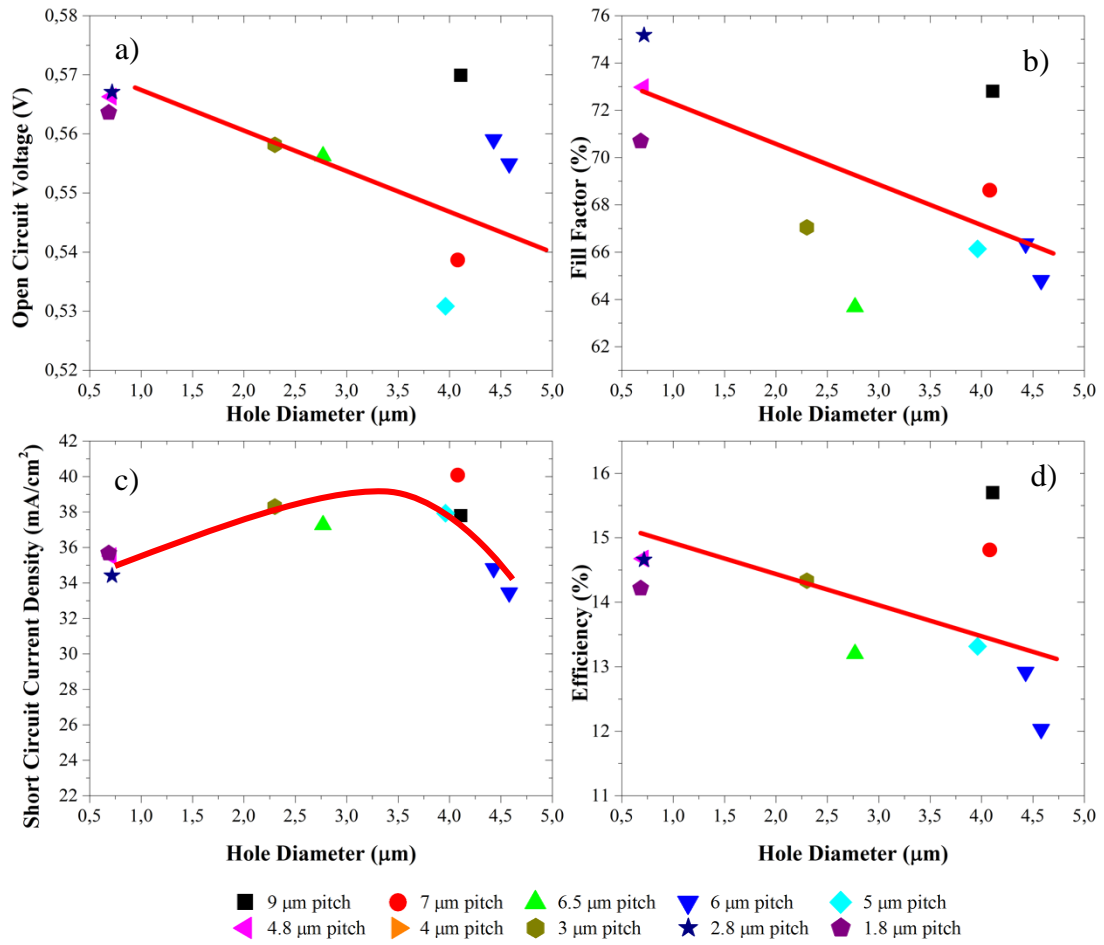 a)
0,58
0,57
0,56
0,55
0,54
0,53
0,52
Open Circuit Voltage (V)
0,5 1,0 1,5 2,0 2,5 3,0 3,5 4,0 4,5 5,0
Hole Diameter (μm)
b)
76
74
72
70
68
66
64
62
Fill Factor (%)
0,5 1,0 1,5 2,0 2,5 3,0 3,5 4,0 4,5 5,0
Hole Diameter (μm)
c)
42
40
38
36
34
32
30
28
26
24
22
Short Circuit Current Density (mA/cm²)
0,5 1,0 1,5 2,0 2,5 3,0 3,5 4,0 4,5 5,0
Hole Diameter (μm)
d)
16
15
14
13
12
11
Efficiency (%)
0,5 1,0 1,5 2,0 2,5 3,0 3,5 4,0 4,5 5,0
Hole Diameter (μm)
9 μm pitch 7 μm pitch 6.5 μm pitch 6 μm pitch 5 μm pitch
4.8 μm pitch 4 μm pitch 3 μm pitch 2.8 μm pitch 1.8 μm pitch